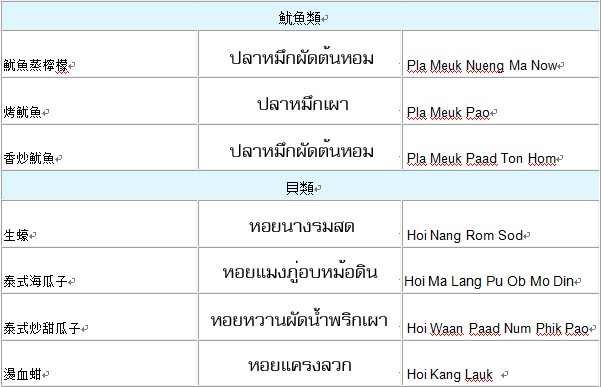 魷魚類
魷魚蒸檸檬 ปลาหมึกผัดต้นหอม Pla Meuk Nueng Ma Now
烤魷魚 ปลาหมึกเผา Pla Meuk Pao
香炒魷魚 ปลาหมึกผัดต้นหอม Pla Meuk Paad Ton Hom
貝類
生蠔 หอยนางรมสด Hoi Nang Rom Sod
泰式海瓜子 หอยแมงภู่อบหม้อดิน Hoi Ma Lang Pu Ob Mo Din
泰式炒甜瓜子 หอยหวานผัดน้ำพริกเผา Hoi Waan Paad Num Phik Pao
燙血蚶 หอยแครงลวก Hoi Kang Lauk